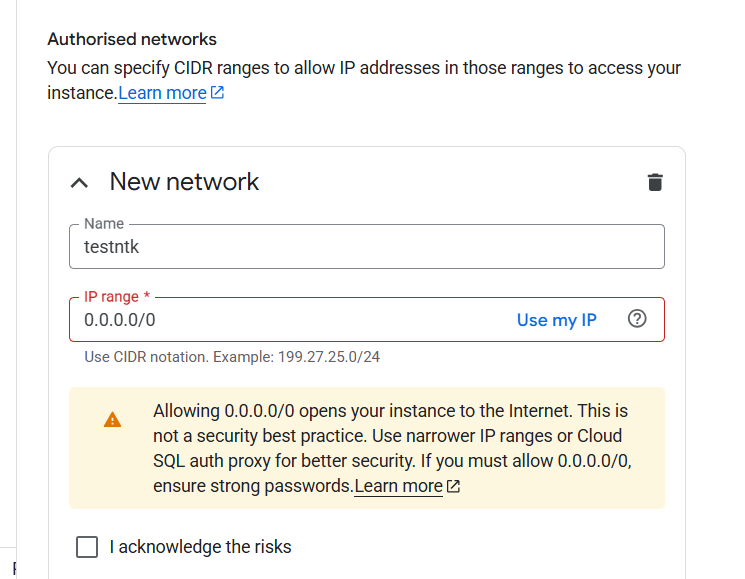 Authorised networks
You can specify CIDR ranges to allow IP addresses in those ranges to access your
instance.Learn more
New network
Name
testntk
IP range *
0.0.0.0/0
Use my IP
Use CIDR notation. Example: 199.27.25.0/24
Allowing 0.0.0.0/0 opens your instance to the Internet. This is
not a security best practice. Use narrower IP ranges or Cloud
SQL auth proxy for better security. If you must allow 0.0.0.0/0,
ensure strong passwords.Learn more
I acknowledge the risks